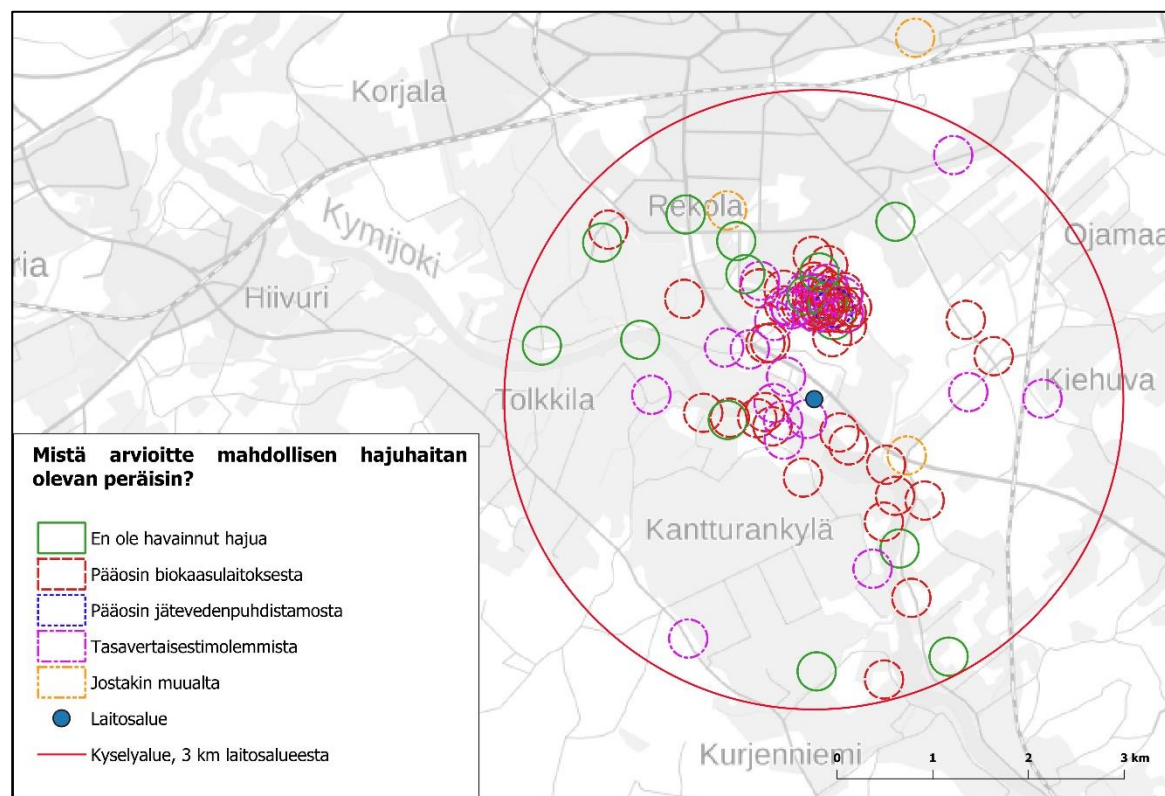 Korjala
Rekola
Kymijoki
Ojamaa
ria
Hiivuri
Tolkkila
Kiehuva
Kantturankylä
Kurjenniemi
Mistä arvioitte mahdollisen hajuhaitan
olevan peräisin?
En ole havainnut hajua
Pääosin biokaasulaitoksesta
Pääosin jätevedenpuhdistamosta
Tasavertaisestimolemmista
Jostakin muualta
Laitosalue
Kyselyalue, 3 km laitosalueesta
0 1 2 3 km